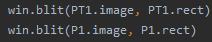 win.blit(PT1.image, PT1.rect)
win.blit(P1.image, P1.rect)